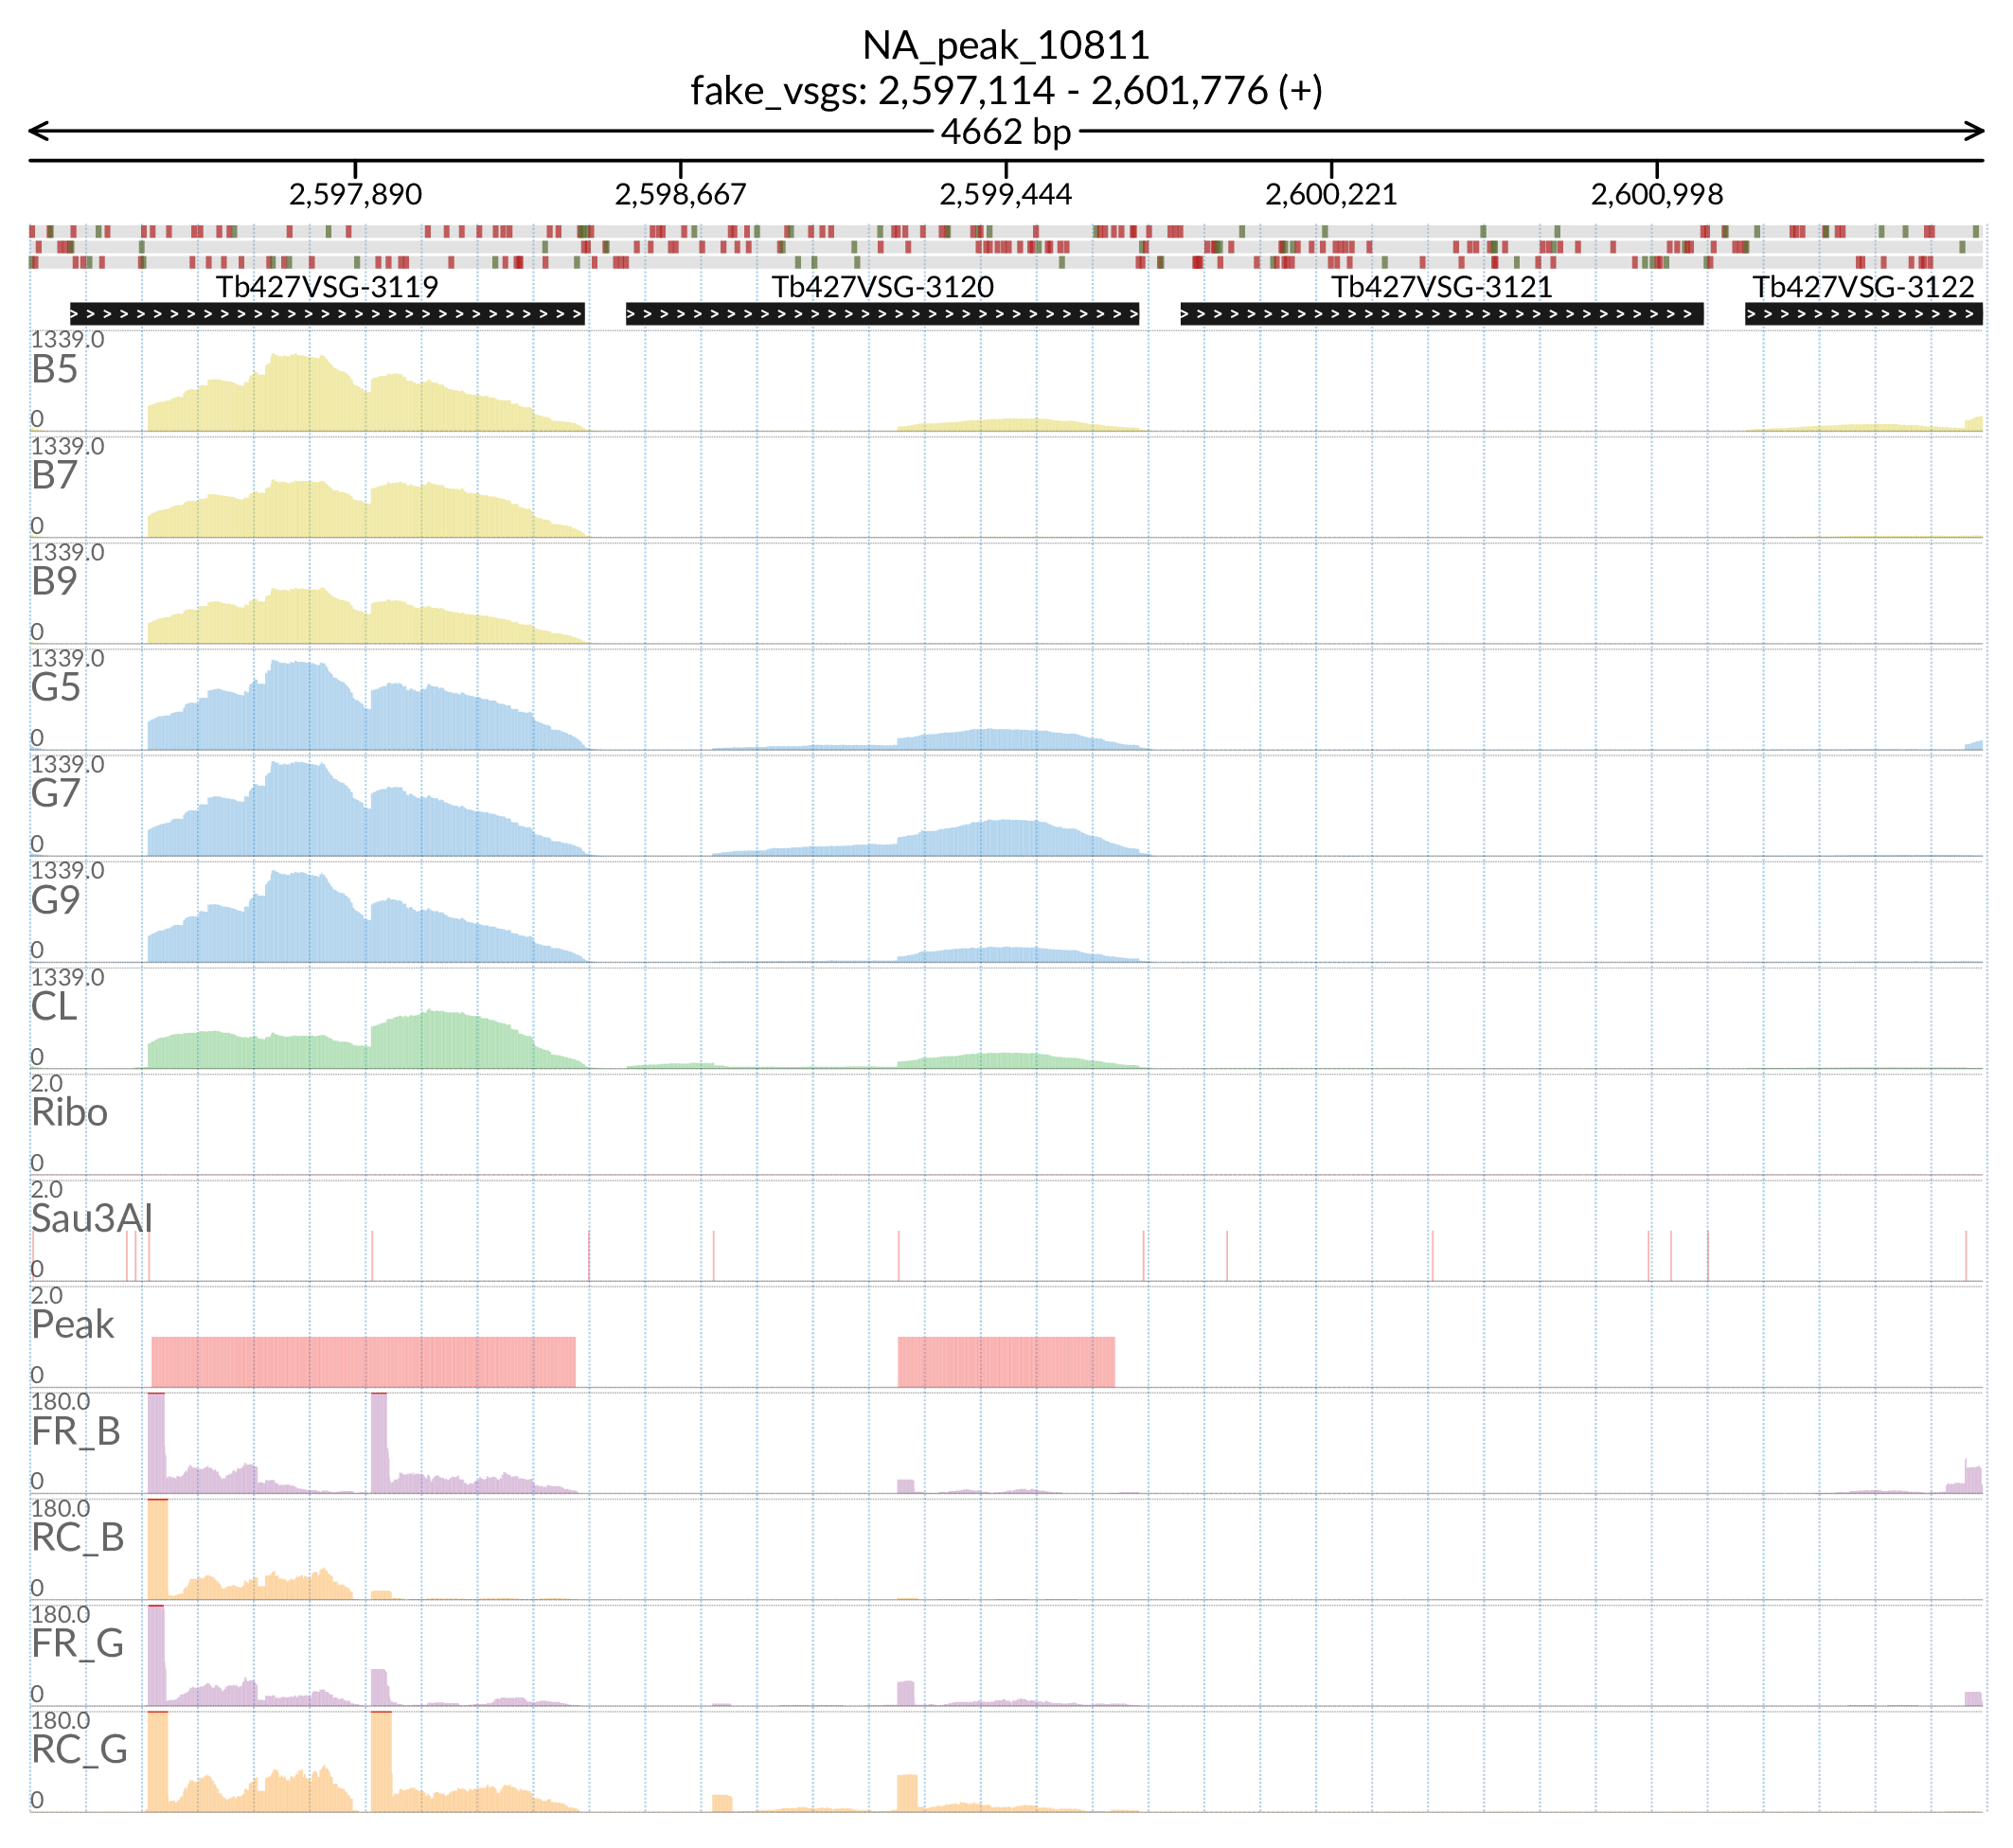 NA_peak_10811
fake_vsgs: 2,597,114 - 2,601,776 (+)
4662 bp
2,597,890 2,598,667 2,599,444 2,600,221 2,600,998
Tb427VSG-3119 Tb427VSG-3120 Tb427VSG-3121 Tb427VSG-3122
1339.0
B5
0
1339.0
B7
0
1339.0
B9
0
1339.0
G5
0
1339.0
G7
0
1339.0
G9
0
1339.0
CL
0
2.0
Ribo
0
2.0
Sau3AI
0
2.0
Peak
0
180.0
FR_B
0
180.0
RC_B
0
180.0
FR_G
0
180.0
RC_G
0